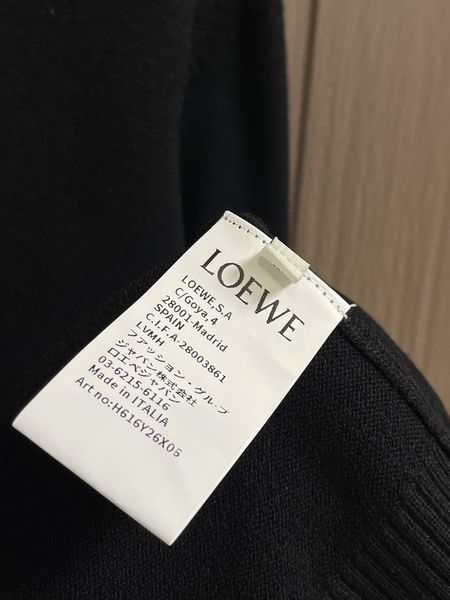 LOEWE
LOEWE,S.A
C/Goya,4
28001-Madrid
SPAIN
C.I.F.A-28003861
LVMH
ファッション・グループ
ジャパン株式会社
ロエベジャパン
03-6215-6116
Made in ITALIA
Art no:H616Y26X06